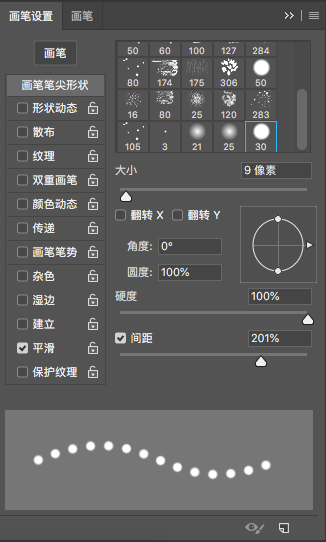 画笔设置 画笔
画笔
画笔笔尖形状
形状动态
散布
纹理
双重画笔
颜色动态
传递
画笔笔势
杂色
湿边
建立
平滑
保护纹理
50 60 100 127 284
80 174 175 306 50
16 80 25 120 283
105 3 21 25 30
大小 9 像素
翻转 X 翻转 Y
角度: 0°
圆度: 100%
硬度 100%
间距 201%